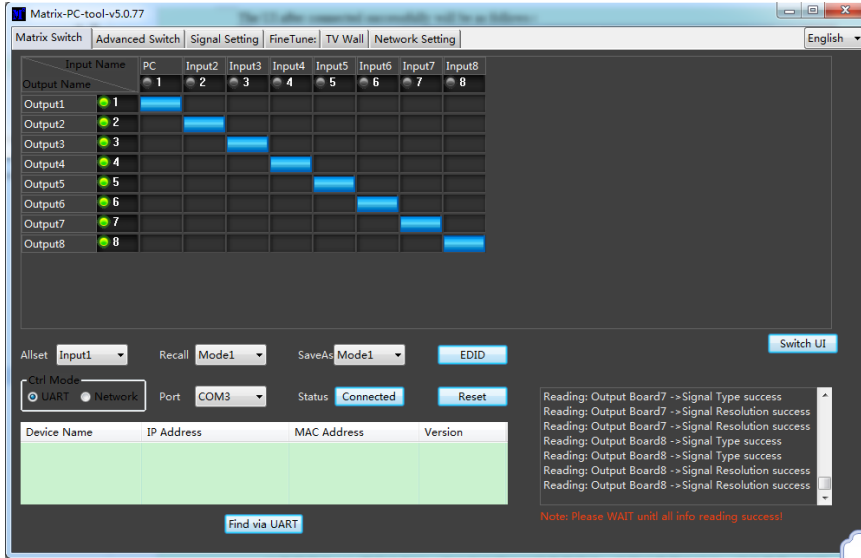 Matrix-PC-tool-v5.0.77
Matrix Switch Advanced Switch Signal Setting FineTune: TV Wall Network Setting English
Input Name PC Input2 Input3 Input4 Input5 Input6 Input7 Input8
Output Name 1 2 3 4 5 6 7 8
Output1 1
Output2 2
Output3 3
Output4 4
Output5 5
Output6 6
Output7 7
Output8 8
Switch UI
Allset Input1 Recall Mode1 SaveAs Mode1 EDID
Ctrl Mode
UART Network Port COM3 Status Connected Reset
Device Name IP Address MAC Address Version
Find via UART
Reading: Output Board7 ->Signal Type success
Reading: Output Board7 ->Signal Resolution success
Reading: Output Board7 ->Signal Resolution success
Reading: Output Board8 ->Signal Type success
Reading: Output Board8 ->Signal Type success
Reading: Output Board8 ->Signal Resolution success
Reading: Output Board8 ->Signal Resolution success
Note: Please WAIT unitl all info reading success!